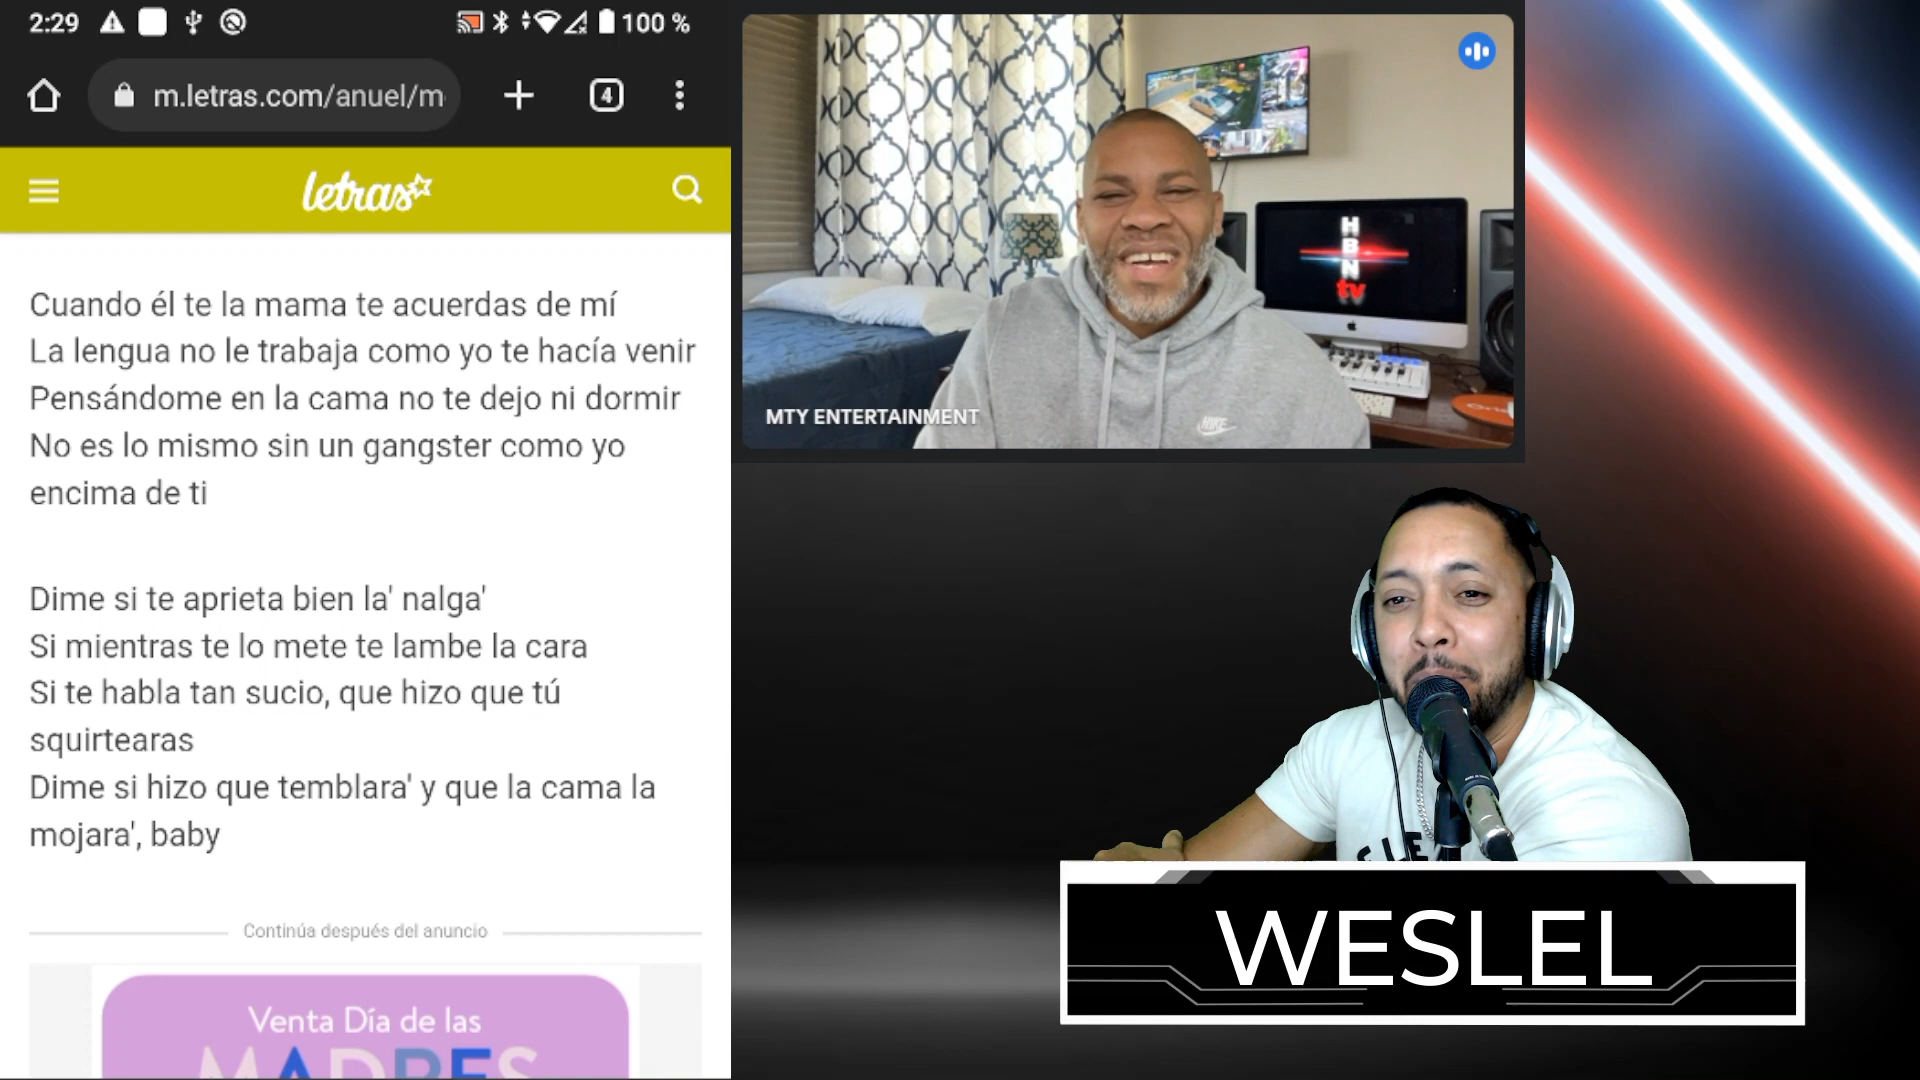 2:29
100 %
m.letras.com/anuel/m
4
letras
Cuando él te la mama te acuerdas de mí
La lengua no le trabaja como yo te hacía venir
Pensándome en la cama no te dejo ni dormir
No es lo mismo sin un gangster como yo
encima de ti
Dime si te aprieta bien la' nalga'
Si mientras te lo mete te lambe la cara
Si te habla tan sucio, que hizo que tú
squirtearas
Dime si hizo que temblara' y que la cama la
mojara', baby
Continúa después del anuncio
Venta Día de las
MADRES
HBN
tv
NIKE
MTY ENTERTAINMENT
WESLEL